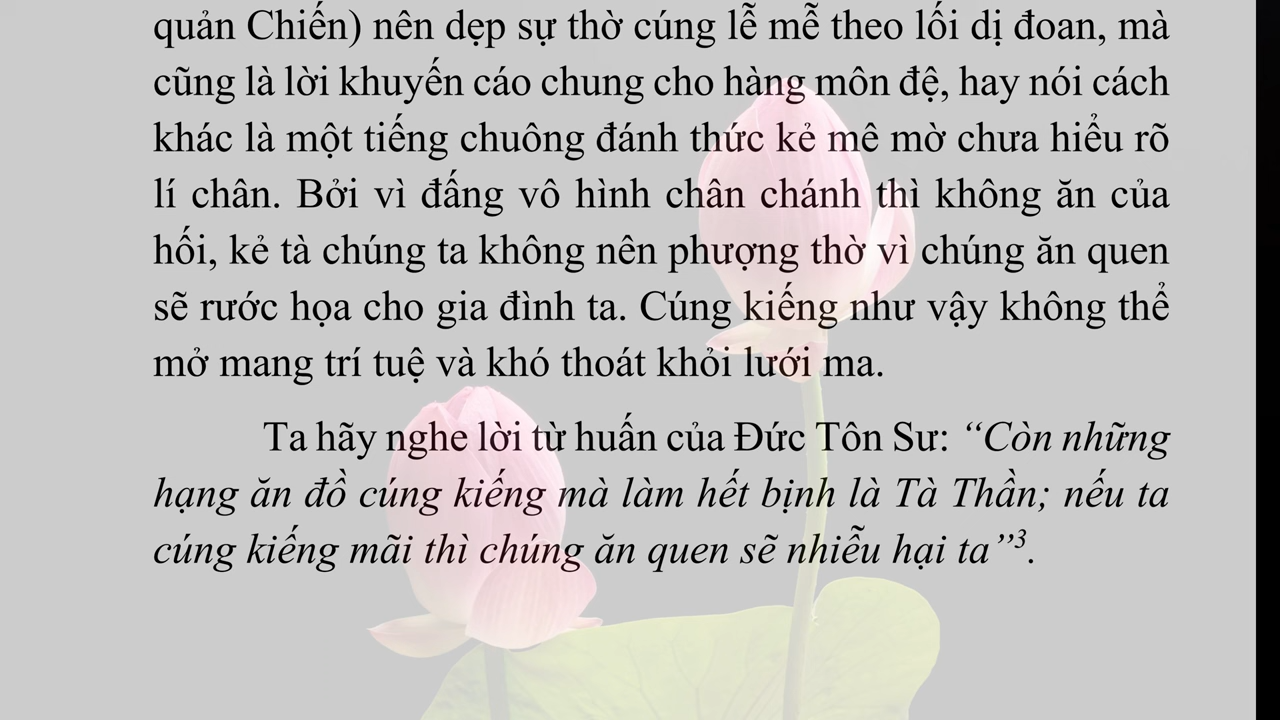 quản Chiến) nên dẹp sự thờ cúng lễ mễ theo lối dị đoan, mà
cũng là lời khuyến cáo chung cho hàng môn đệ, hay nói cách
khác là một tiếng chuông đánh thức kẻ mê mờ chưa hiểu rõ
lí chân. Bởi vì đấng vô hình chân chánh thì không ăn của
hối, kẻ tà chúng ta không nên phượng thờ vì chúng ăn quen
sẽ rước họa cho gia đình ta. Cúng kiếng như vậy không thể
mở mang trí tuệ và khó thoát khỏi lưới ma.
Ta hãy nghe lời từ huấn của Đức Tôn Sư: “Còn những
hạng ăn đồ cúng kiếng mà làm hết bịnh là Tà Thần; nếu ta
cúng kiếng mãi thì chúng ăn quen sẽ nhiễu hại ta”³.